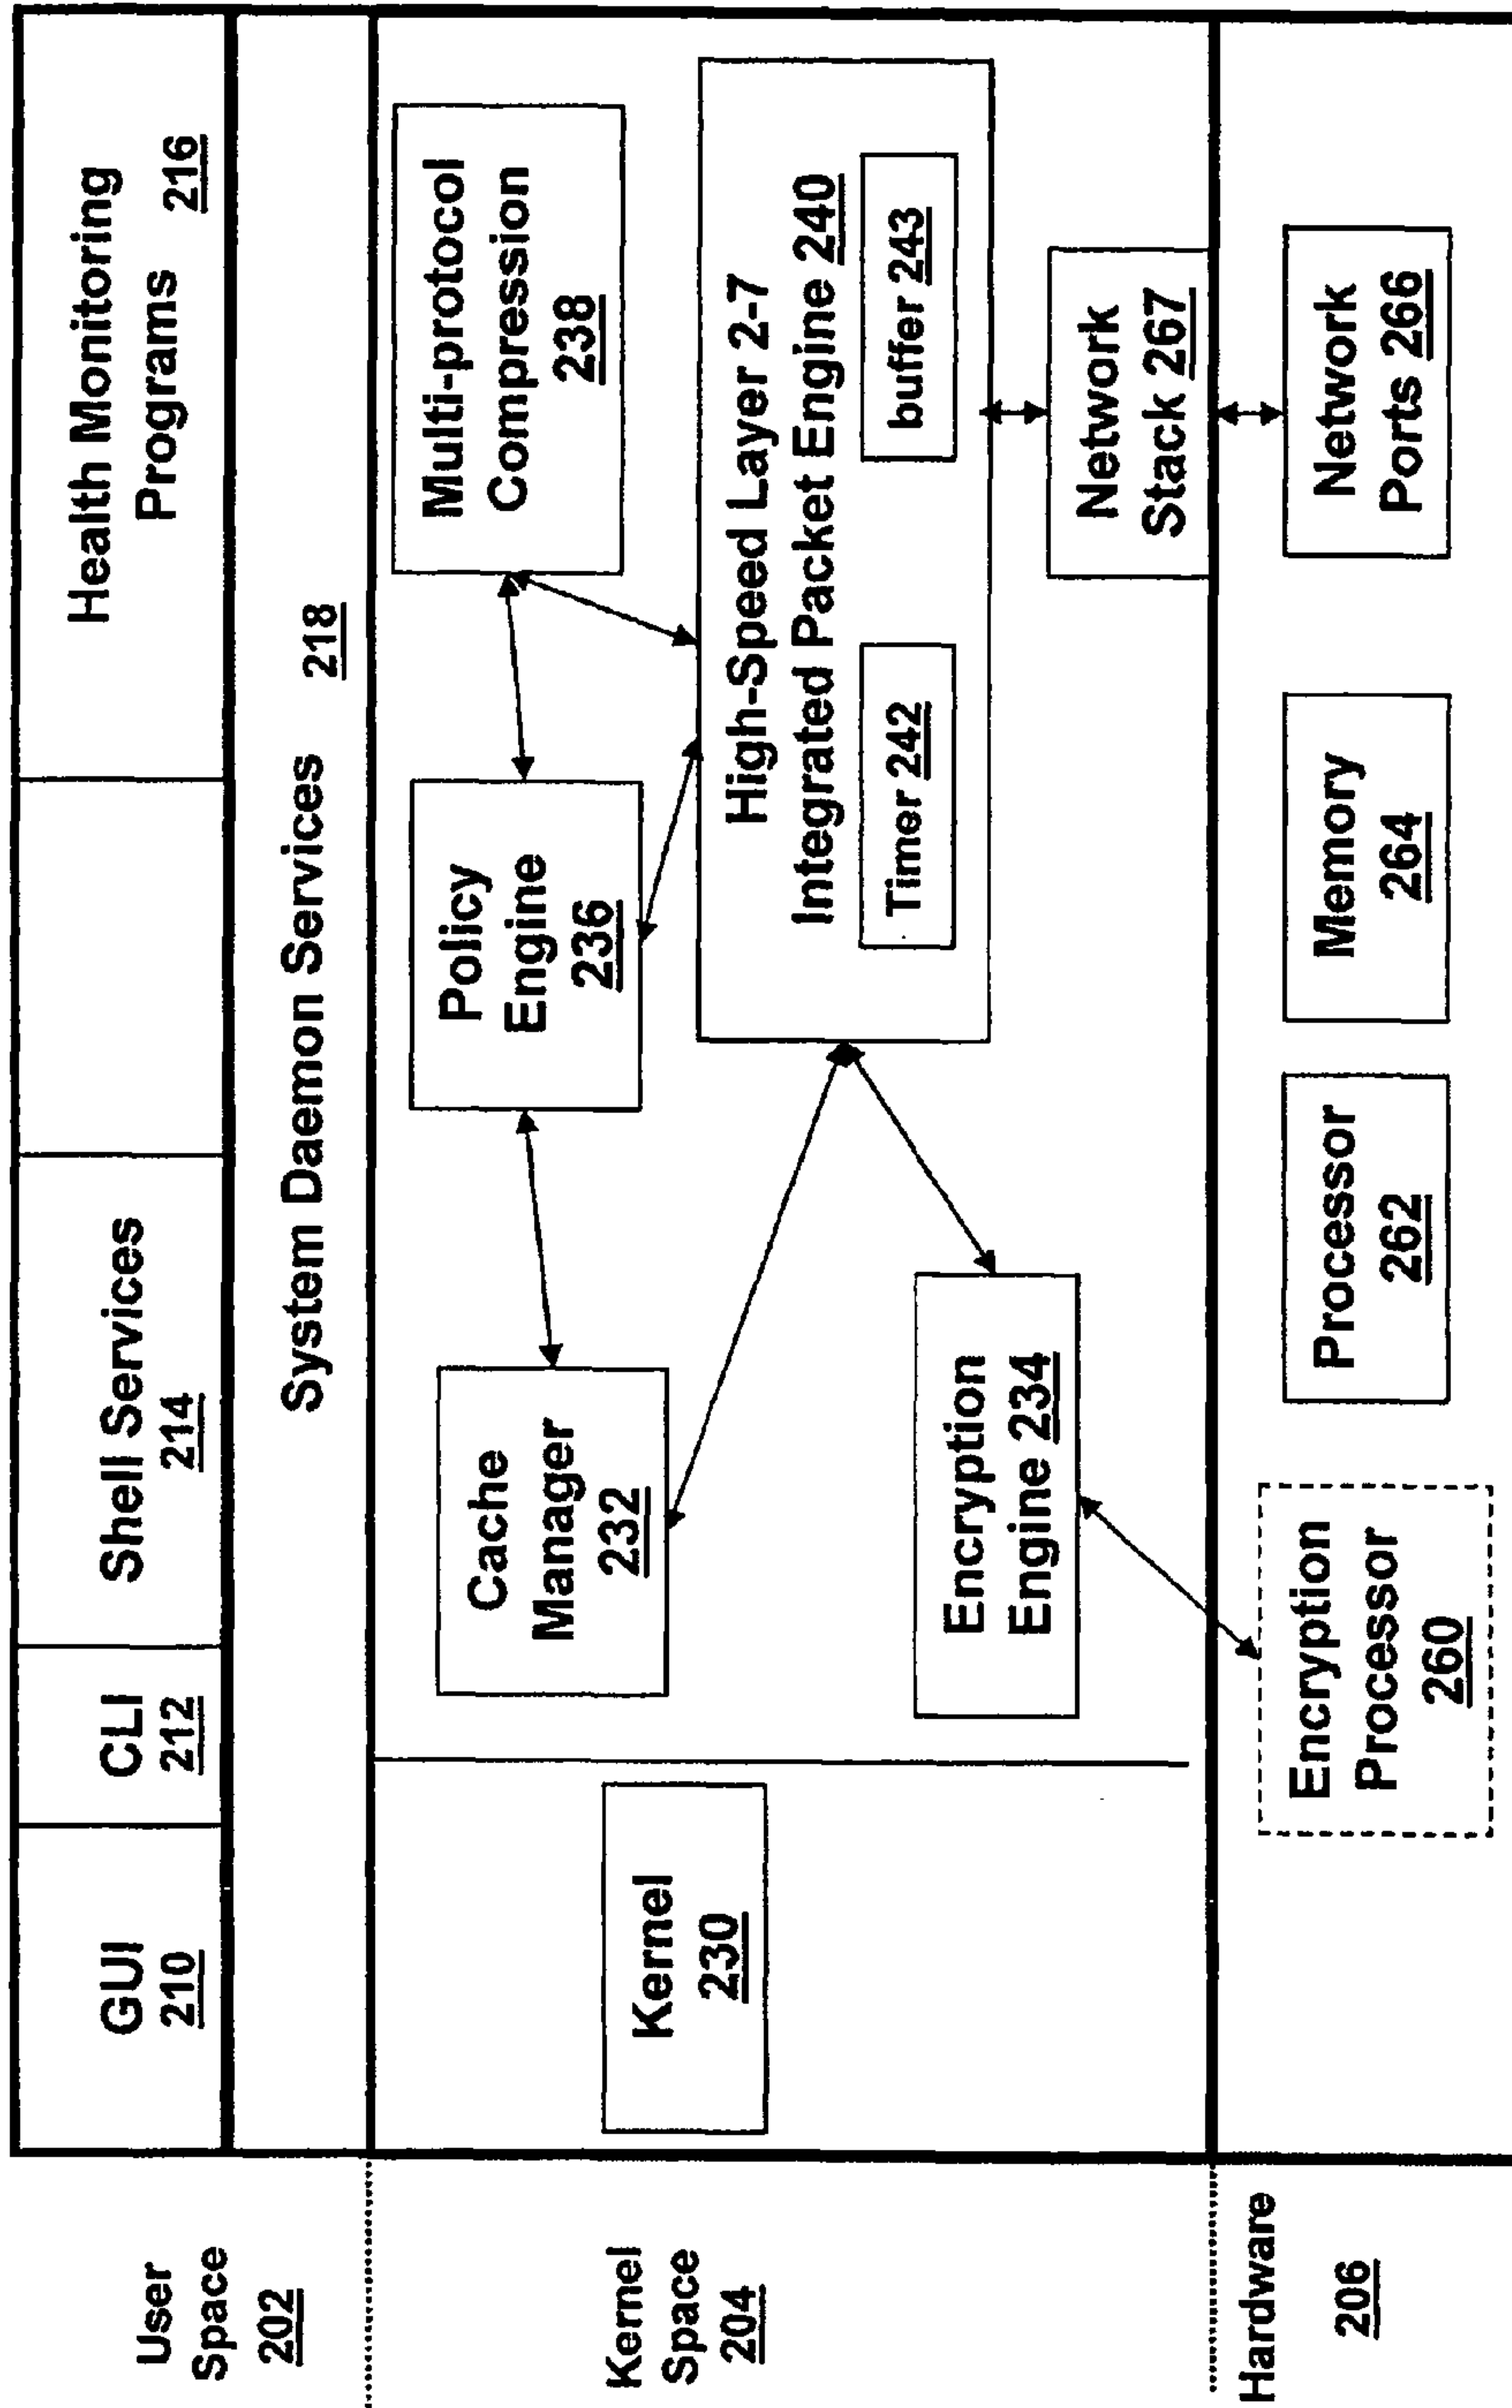 User
Space
202
GUI
210
CLI
212
Shell Services
214
Health Monitoring
Programs 216
System Daemon Services 218
Kernel
Space
204
Kernel
230
Cache
Manager
232
Policy
Engine
236
Multi-protocol
Compression
238
High-Speed Layer 2-7
Integrated Packet Engine 240
Timer 242
buffer 243
Encryption
Engine 234
Network
Stack 267
Hardware
206
Encryption
Processor
260
Processor
262
Memory
264
Network
Ports 266